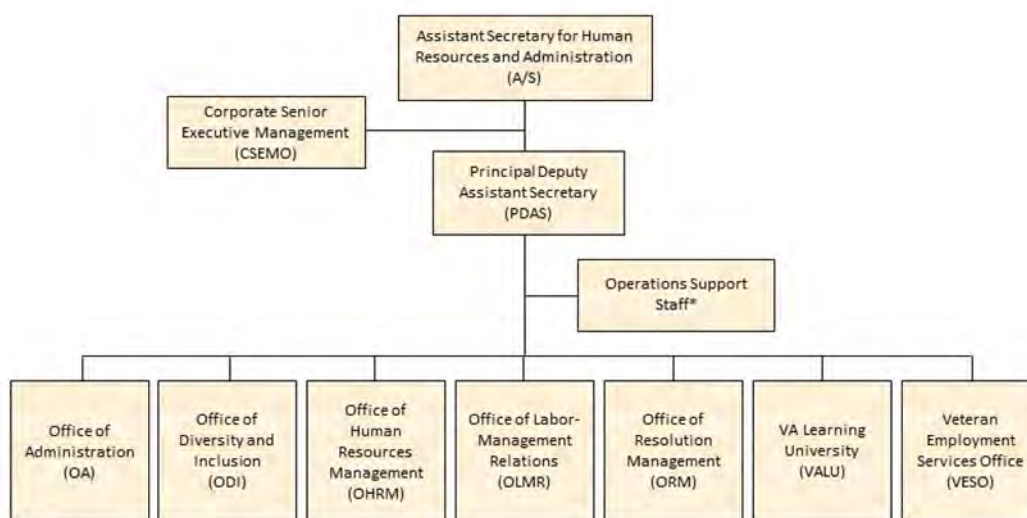 Assistant Secretary for Human
Resources and Administration
(A/S)
Corporate Senior
Executive Management
(CSEMO)
Principal Deputy
Assistant Secretary
(PDAS)
Operations Support
Staff*
Office of
Administration
(OA)
Office of
Diversity and
Inclusion
(ODI)
Office of
Human
Resources
Management
(OHRM)
Office of Labor-
Management
Relations
(OLMR)
Office of
Resolution
Management
(ORM)
VA Learning
University
(VALU)
Veteran
Employment
Services Office
(VESO)